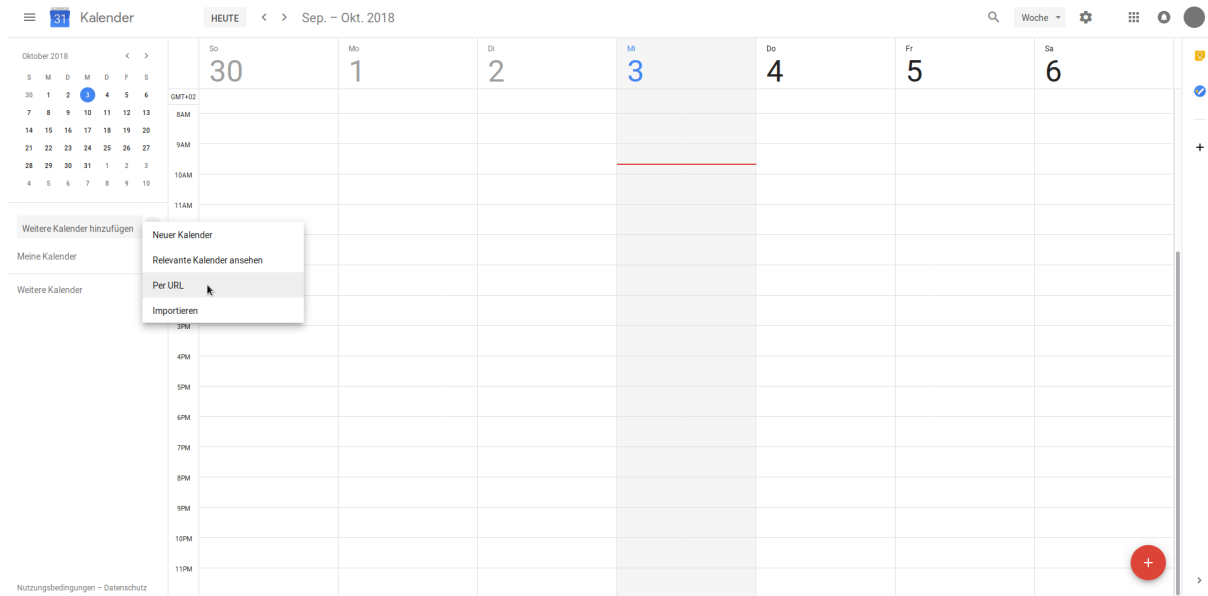 31 Kalender HEUTE Sep. – Okt. 2018 Woche
Oktober 2018
S M D M D F S
30 1 2 3 4 5 6
7 8 9 10 11 12 13
14 15 16 17 18 19 20
21 22 23 24 25 26 27
28 29 30 31 1 2 3
4 5 6 7 8 9 10
Weitere Kalender hinzufügen
Meine Kalender
Weitere Kalender
Neuer Kalender
Relevante Kalender ansehen
Per URL
Importieren
Nutzungsbedingungen – Datenschutz
So Mo Di Mi Do Fr Sa
30 1 2 3 4 5 6
GMT+02
8AM
9AM
10AM
11AM
3PM
4PM
5PM
6PM
7PM
8PM
9PM
10PM
11PM